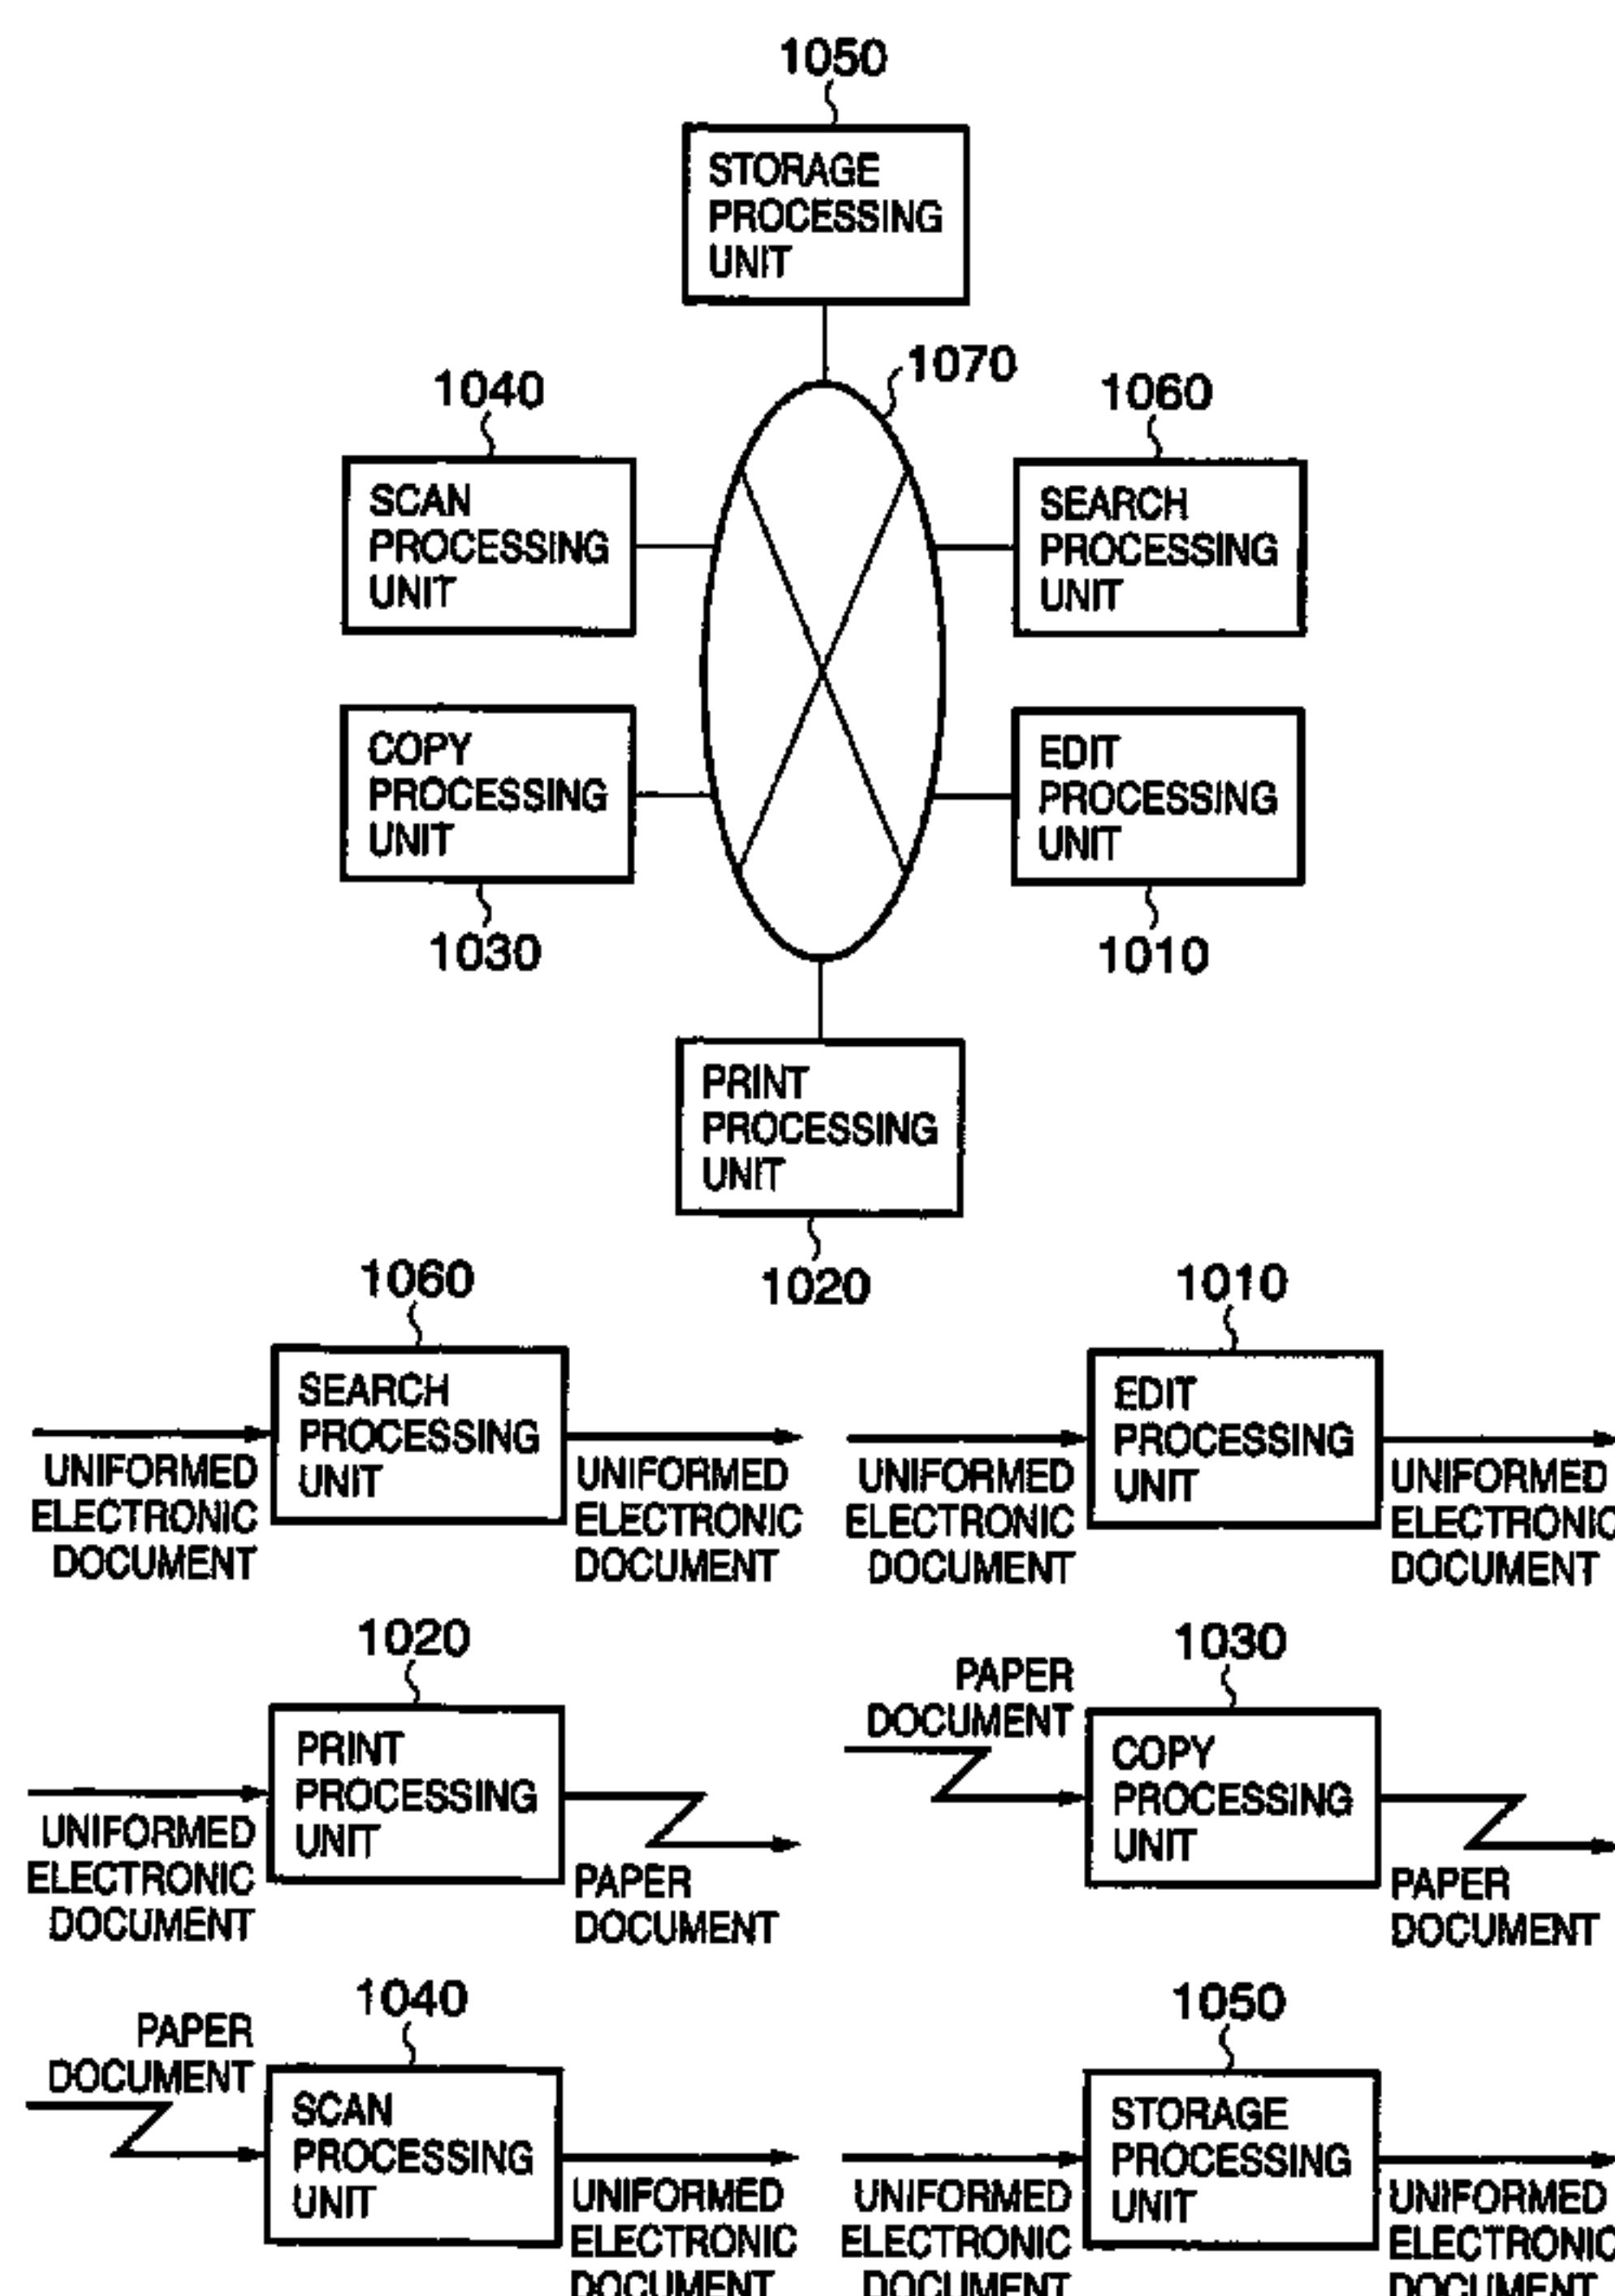 1050
STORAGE
PROCESSING
UNIT
1070
1040
SCAN
PROCESSING
UNIT
1060
SEARCH
PROCESSING
UNIT
COPY
PROCESSING
UNIT
1030
EDIT
PROCESSING
UNIT
1010
PRINT
PROCESSING
UNIT
1020
1060
SEARCH
PROCESSING
UNIT
UNIFORMED
ELECTRONIC
DOCUMENT
UNIFORMED
ELECTRONIC
DOCUMENT
1010
EDIT
PROCESSING
UNIT
UNIFORMED
ELECTRONIC
DOCUMENT
UNIFORMED
ELECTRONIC
DOCUMENT
1020
PRINT
PROCESSING
UNIT
UNIFORMED
ELECTRONIC
DOCUMENT
PAPER
DOCUMENT
1030
PAPER
DOCUMENT
COPY
PROCESSING
UNIT
PAPER
DOCUMENT
1040
PAPER
DOCUMENT
SCAN
PROCESSING
UNIT
UNIFORMED
ELECTRONIC
DOCUMENT
1050
STORAGE
PROCESSING
UNIT
UNIFORMED
ELECTRONIC
DOCUMENT
UNIFORMED
ELECTRONIC
DOCUMENT